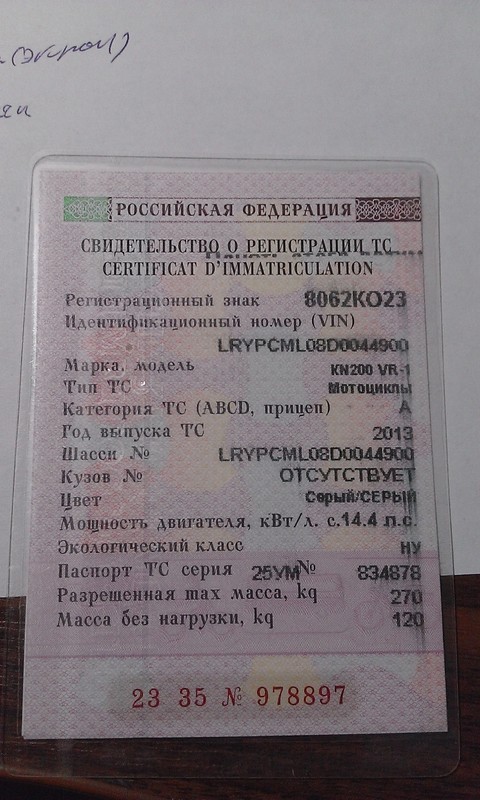 (экрол)
РОССИЙСКАЯ ФЕДЕРАЦИЯ
СВИДЕТЕЛЬСТВО О РЕГИСТРАЦИИ ТС
CERTIFICAT D'IMMATRICULATION
Регистрационный знак 8062КО23
Идентификационный номер (VIN)
LRYPCML08D0044900
Марка, модель KN200 VR-1
Тип ТС Мотоциклы
Категория ТС (ABCD, прицеп) А
Год выпуска ТС 2013
Шасси № LRYPCML08D0044900
Кузов № ОТСУТСТВУЕТ
Цвет Серый/СЕРЫЙ
Мощность двигателя, кВт/л. с. 14.4 л.с.
Экологический класс НУ
Паспорт ТС серия 25УМ № 834878
Разрешенная max масса, kg 270
Масса без нагрузки, kg 120
23 35 № 978897